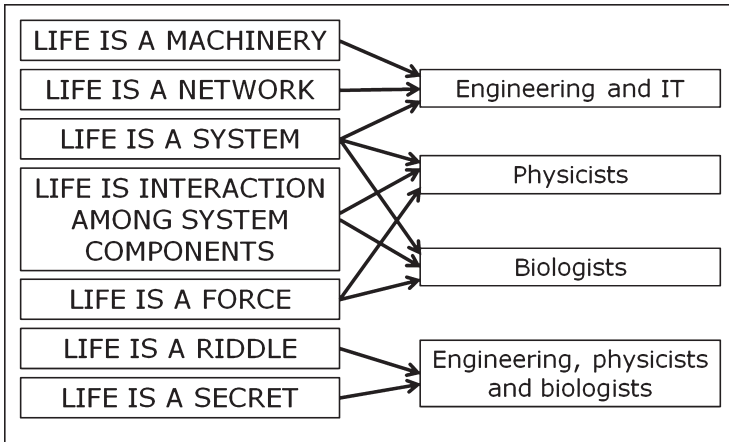 LIFE IS A MACHINERY
LIFE IS A NETWORK
LIFE IS A SYSTEM
LIFE IS INTERACTION
AMONG SYSTEM
COMPONENTS
LIFE IS A FORCE
LIFE IS A RIDDLE
LIFE IS A SECRET
Engineering and IT
Physicists
Biologists
Engineering, physicists
and biologists